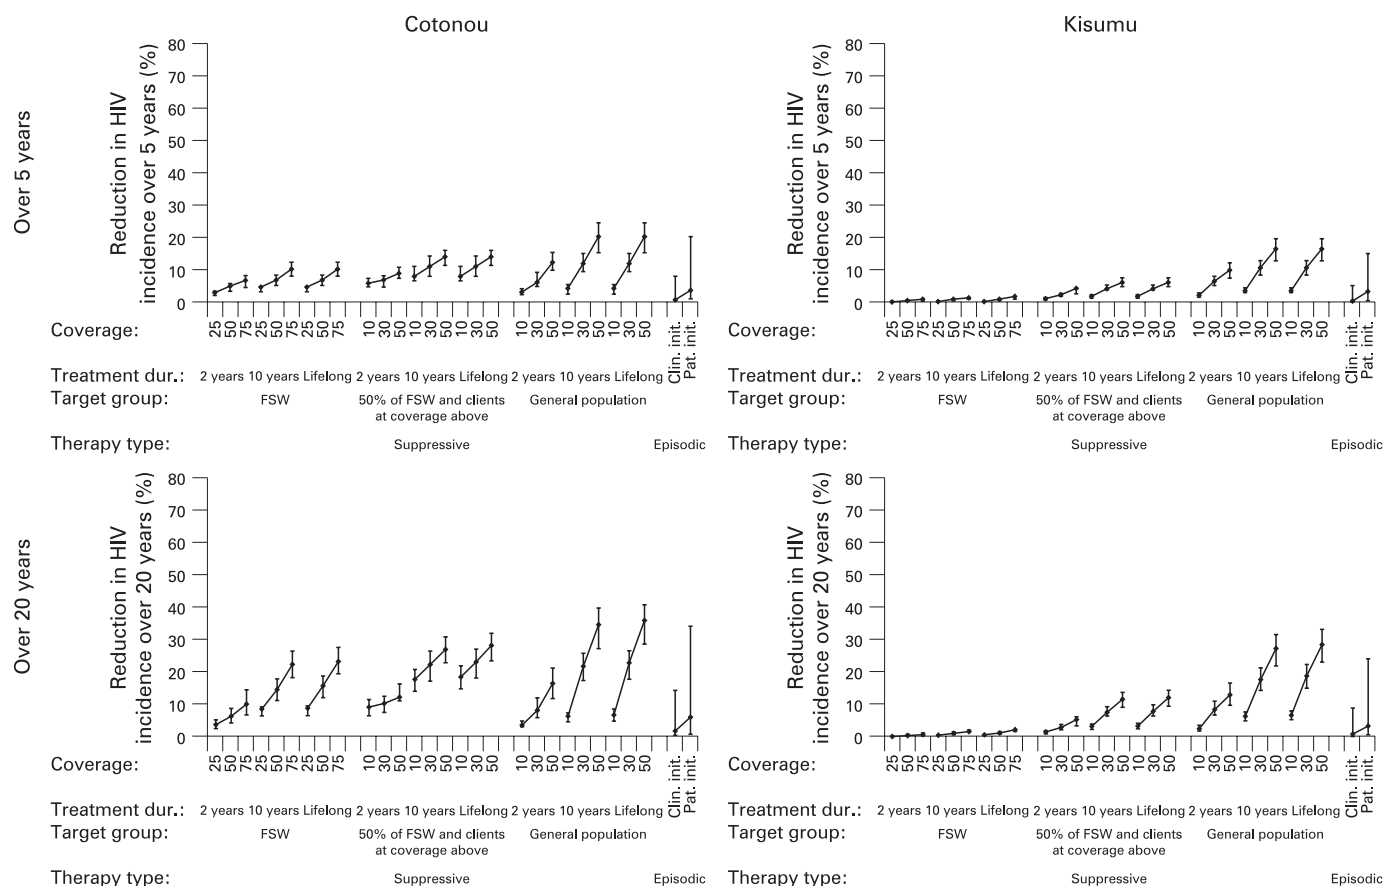 Cotonou
Over 5 years
Reduction in HIV
incidence over 5 years (%)
80
70
60
50
40
30
20
10
0
Coverage: 25 50 75 25 50 75 25 50 75 10 30 50 10 30 50 10 30 50 10 30 50 10 30 50 10 30 50 Clin. init. Pat. init.
Treatment dur.: 2 years 10 years Lifelong 2 years 10 years Lifelong 2 years 10 years Lifelong
Target group: FSW 50% of FSW and clients General population
at coverage above
Therapy type: Suppressive Episodic
Kisumu
Reduction in HIV
incidence over 5 years (%)
80
70
60
50
40
30
20
10
0
Coverage: 25 50 75 25 50 75 25 50 75 10 30 50 10 30 50 10 30 50 10 30 50 10 30 50 10 30 50 Clin. init. Pat. init.
Treatment dur.: 2 years 10 years Lifelong 2 years 10 years Lifelong 2 years 10 years Lifelong
Target group: FSW 50% of FSW and clients General population
at coverage above
Therapy type: Suppressive Episodic
Over 20 years
Reduction in HIV
incidence over 20 years (%)
80
70
60
50
40
30
20
10
0
Coverage: 25 50 75 25 50 75 25 50 75 10 30 50 10 30 50 10 30 50 10 30 50 10 30 50 10 30 50 Clin. init. Pat. init.
Treatment dur.: 2 years 10 years Lifelong 2 years 10 years Lifelong 2 years 10 years Lifelong
Target group: FSW 50% of FSW and clients General population
at coverage above
Therapy type: Suppressive Episodic
Reduction in HIV
incidence over 20 years (%)
80
70
60
50
40
30
20
10
0
Coverage: 25 50 75 25 50 75 25 50 75 10 30 50 10 30 50 10 30 50 10 30 50 10 30 50 10 30 50 Clin. init. Pat. init.
Treatment dur.: 2 years 10 years Lifelong 2 years 10 years Lifelong 2 years 10 years Lifelong
Target group: FSW 50% of FSW and clients General population
at coverage above
Therapy type: Suppressive Episodic